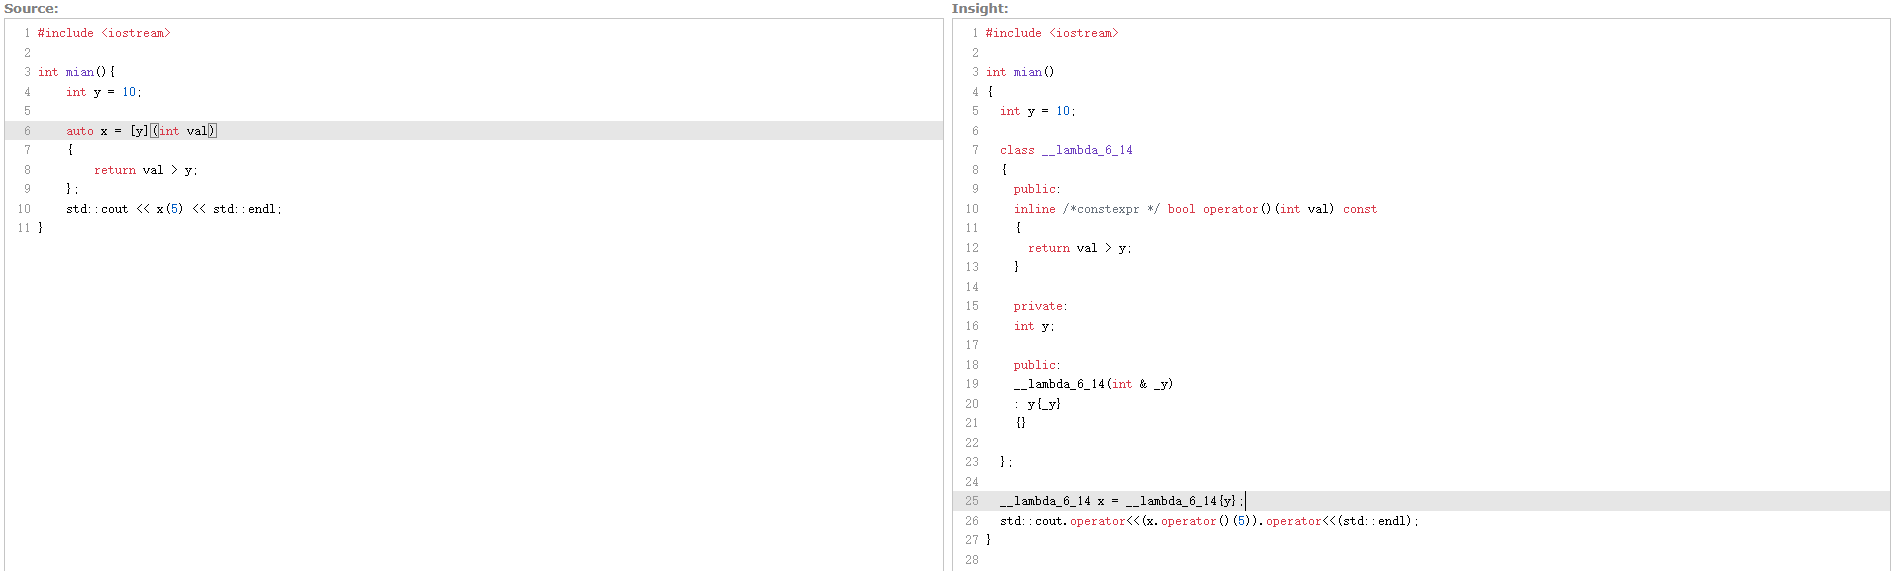 Source:
1 #include <iostream>
2
3 int mian(){
4     int y = 10;
5
6     auto x = [y](int val)
7     {
8         return val > y;
9     };
10     std::cout << x(5) << std::endl;
11 }
Insight:
1 #include <iostream>
2
3 int mian()
4 {
5   int y = 10;
6
7   class __lambda_6_14
8   {
9     public:
10     inline /*constexpr */ bool operator()(int val) const
11     {
12       return val > y;
13     }
14
15     private:
16     int y;
17
18     public:
19     __lambda_6_14(int & _y)
20     : y{_y}
21     {}
22
23   };
24
25   __lambda_6_14 x = __lambda_6_14{y};
26   std::cout.operator<<(x.operator()(5)).operator<<(std::endl);
27 }
28